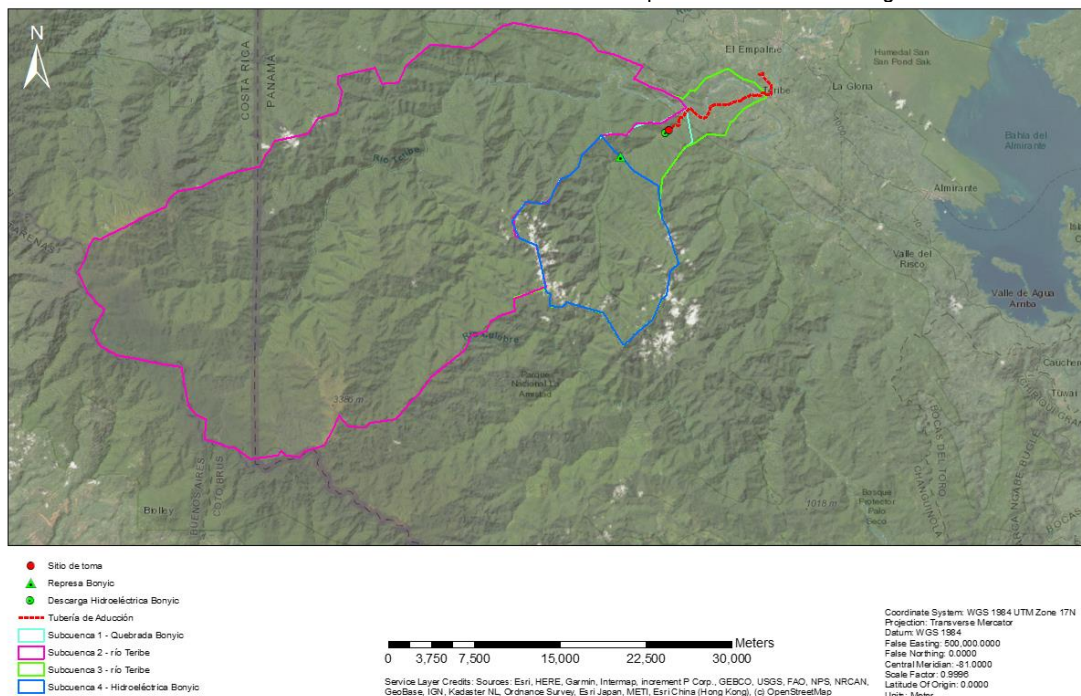 N
COSTA RICA
PANAMÁ
El Empalme
Humedal San
San Pond Sak
Teribe
La Gloria
Bahía del
Almirante
Río Teribe
Almirante
Valle del
Risco
Valle de Agua
Arriba
Río Culebre
Parque
Nacional La
Amistad
3380 m
BUENOS AIRES
COTO BRUS
Biolley
BOCAS DEL TORO
CHANGUINOLA
1018 m
Bosque
Protector
Palo
Seco
Sitio de toma
Represa Bonyic
Descarga Hidroeléctrica Bonyic
Tubería de Aducción
Subcuenca 1 - Quebrada Bonyic
Subcuenca 2 - río Teribe
Subcuenca 3 - río Teribe
Subcuenca 4 - Hidroeléctrica Bonyic
Meters
0 3,750 7,500 15,000 22,500 30,000
Service Layer Credits: Sources: Esri, HERE, Garmin, Intermap, increment P Corp., GEBCO, USGS, FAO, NPS, NRCAN,
GeoBase, IGN, Kadaster NL, Ordnance Survey, Esri Japan, METI, Esri China (Hong Kong), (c) OpenStreetMap
Coordinate System: WGS 1984 UTM Zone 17N
Projection: Transverse Mercator
Datum: WGS 1984
False Easting: 500,000.0000
False Northing: 0.0000
Central Meridian: -81.0000
Scale Factor: 0.9996
Latitude Of Origin: 0.0000
Units: Meter